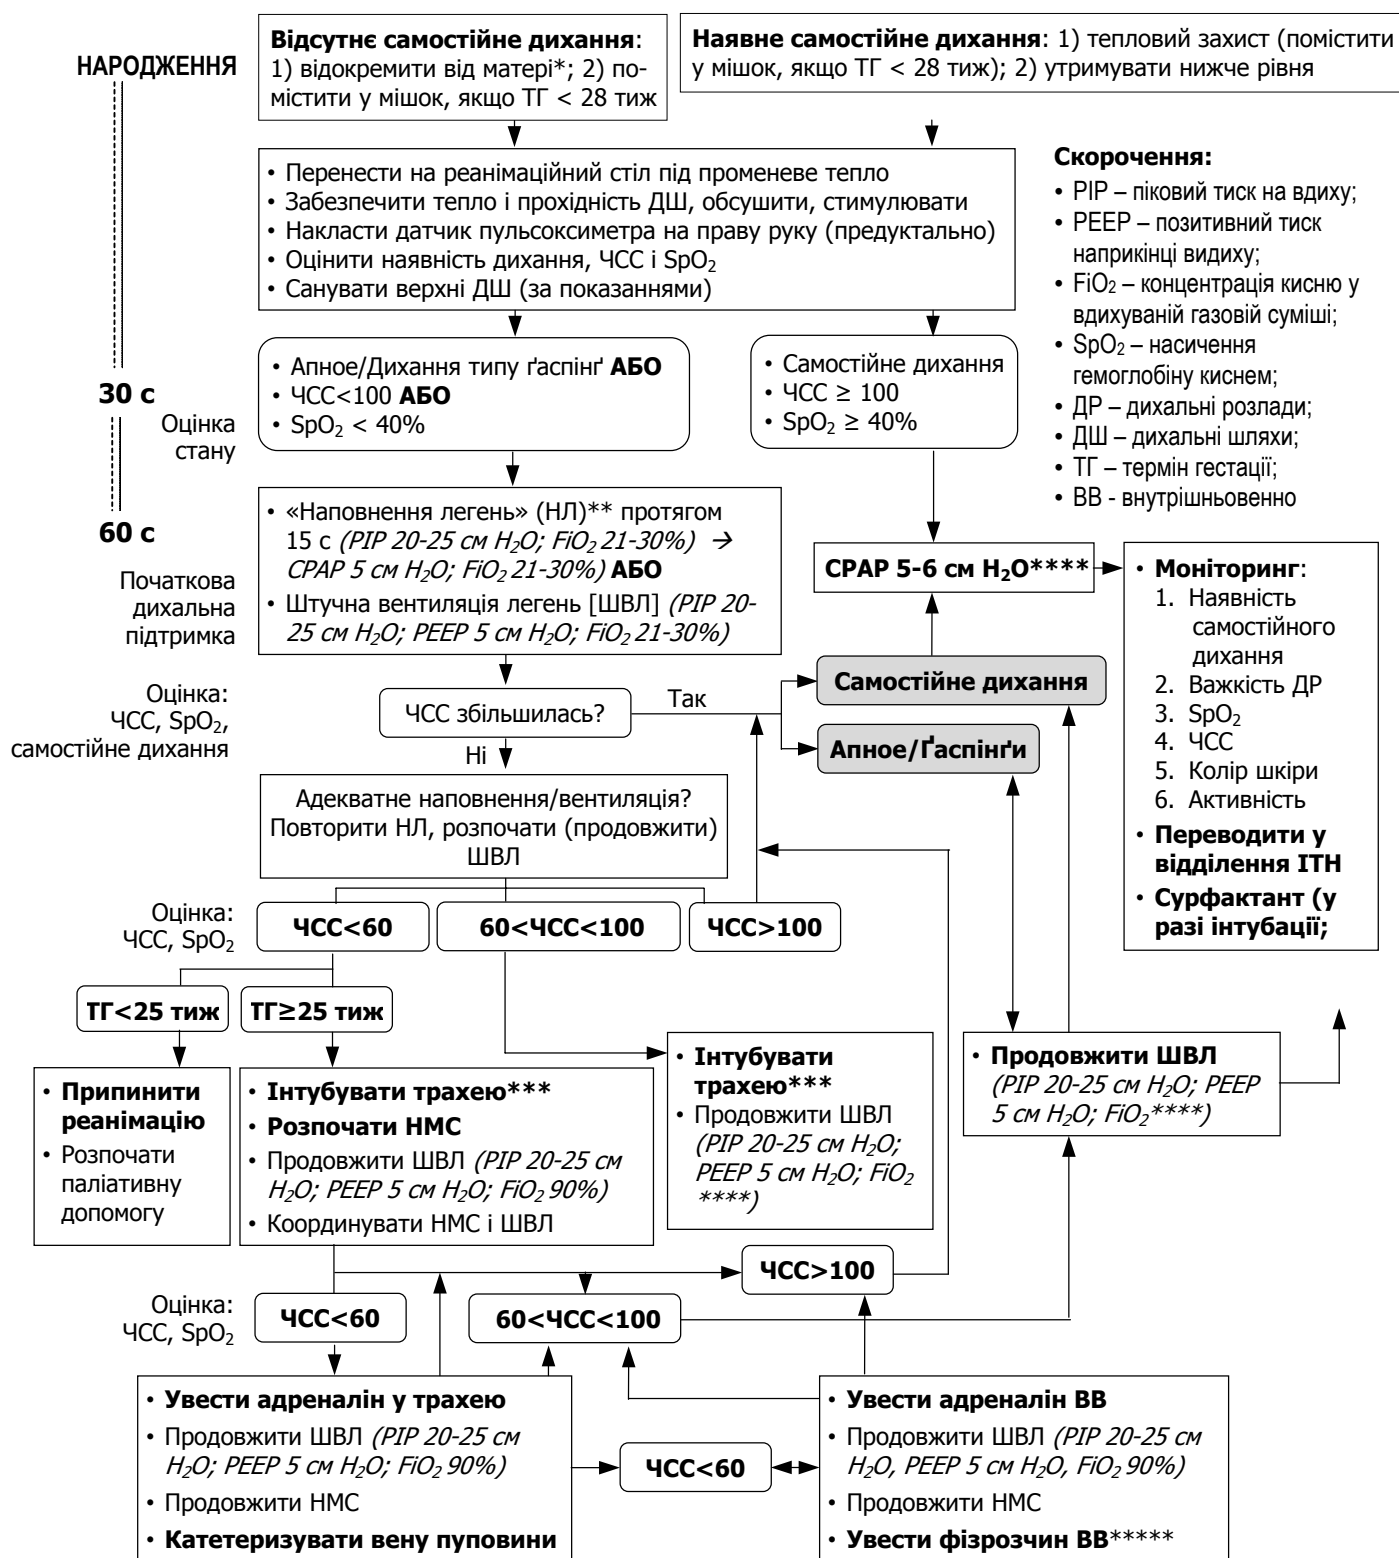 НАРОДЖЕННЯ
Відсутнє самостійне дихання:
1) відокремити від матері*; 2) по-
містити у мішок, якщо ТГ < 28 тиж
Наявне самостійне дихання: 1) тепловий захист (помістити
у мішок, якщо ТГ < 28 тиж); 2) утримувати нижче рівня
• Перенести на реанімаційний стіл під променеве тепло
• Забезпечити тепло і прохідність ДШ, обсушити, стимулювати
• Накласти датчик пульсоксиметра на праву руку (предуктально)
• Оцінити наявність дихання, ЧСС і SpO₂
• Санувати верхні ДШ (за показаннями)
Скорочення:
• PIP – піковий тиск на вдиху;
• PEEP – позитивний тиск
наприкінці видиху;
• FiO₂ – концентрація кисню у
вдихуваній газовій суміші;
• SpO₂ – насичення
гемоглобіну киснем;
• ДР – дихальні розлади;
• ДШ – дихальні шляхи;
• ТГ – термін гестації;
• ВВ - внутрішньовенно
30 с
Оцінка
стану
• Апное/Дихання типу ґаспінґ АБО
• ЧСС<100 АБО
• SpO₂ < 40%
• Самостійне дихання
• ЧСС ≥ 100
• SpO₂ ≥ 40%
60 с
Початкова
дихальна
підтримка
• «Наповнення легень» (НЛ)** протягом
15 с (PIP 20-25 см H₂O; FiO₂ 21-30%) →
CPAP 5 см H₂O; FiO₂ 21-30%) АБО
• Штучна вентиляція легень [ШВЛ] (PIP 20-
25 см H₂O; PEEP 5 см H₂O; FiO₂ 21-30%)
CPAP 5-6 см H₂O****
• Моніторинг:
1. Наявність
самостійного
дихання
2. Важкість ДР
3. SpO₂
4. ЧСС
5. Колір шкіри
6. Активність
• Переводити у
відділення ІТН
• Сурфактант (у
разі інтубації;
Оцінка:
ЧСС, SpO₂,
самостійне дихання
ЧСС збільшилась?
Так
Ні
Самостійне дихання
Апное/Ґаспінґи
Адекватне наповнення/вентиляція?
Повторити НЛ, розпочати (продовжити)
ШВЛ
Оцінка:
ЧСС, SpO₂
ЧСС<60
60<ЧСС<100
ЧСС>100
ТГ<25 тиж
ТГ≥25 тиж
• Припинити
реанімацію
• Розпочати
паліативну
допомогу
• Інтубувати трахею***
• Розпочати НМС
• Продовжити ШВЛ (PIP 20-25 см
H₂O; PEEP 5 см H₂O; FiO₂ 90%)
• Координувати НМС і ШВЛ
• Інтубувати
трахею***
• Продовжити ШВЛ
(PIP 20-25 см H₂O;
PEEP 5 см H₂O; FiO₂
****)
• Продовжити ШВЛ
(PIP 20-25 см H₂O; PEEP
5 см H₂O; FiO₂****)
Оцінка:
ЧСС, SpO₂
ЧСС<60
60<ЧСС<100
ЧСС>100
• Увести адреналін у трахею
• Продовжити ШВЛ (PIP 20-25 см
H₂O; PEEP 5 см H₂O; FiO₂ 90%)
• Продовжити НМС
• Катетеризувати вену пуповини
ЧСС<60
• Увести адреналін ВВ
• Продовжити ШВЛ (PIP 20-25 см
H₂O, PEEP 5 см H₂O, FiO₂ 90%)
• Продовжити НМС
• Увести фізрозчин ВВ*****